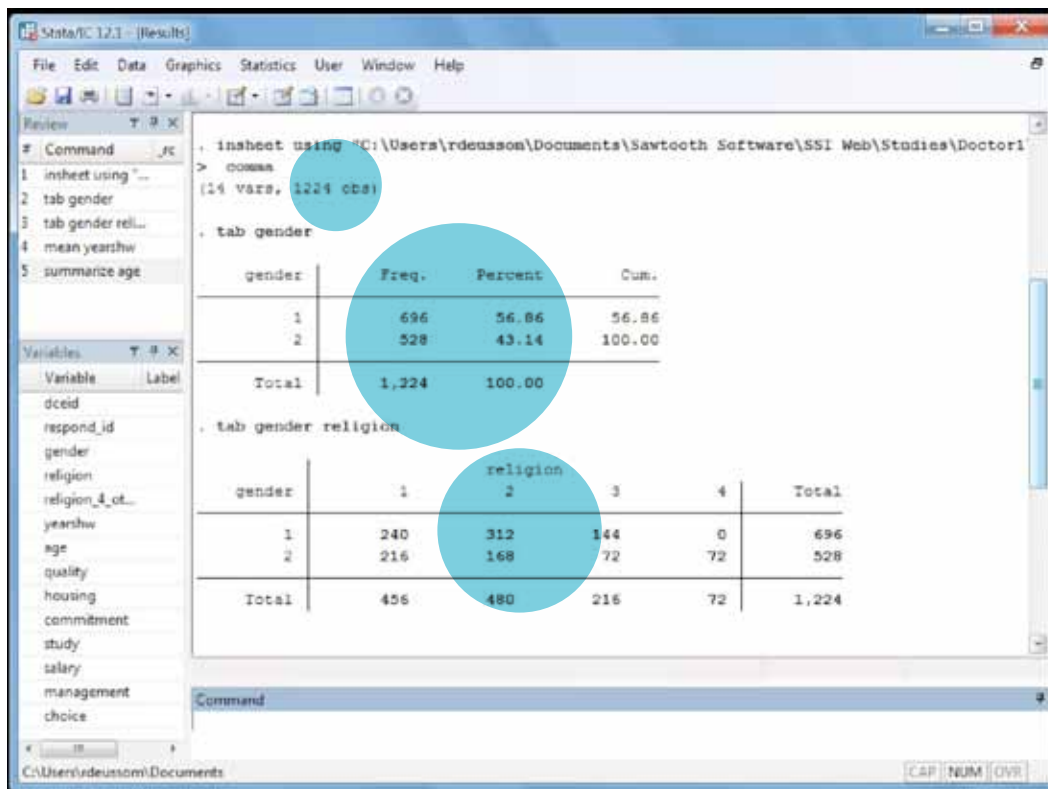 Stata/IC 12.1 - [Results]
File Edit Data Graphics Statistics User Window Help
Review
# Command _rc
1 insheet using "...
2 tab gender
3 tab gender reli...
4 mean yearshw
5 summarize age
Variables
Variable Label
dceid
respond_id
gender
religion
religion_4_ot...
yearshw
age
quality
housing
commitment
study
salary
management
choice
. insheet using "C:\Users\rdeussom\Documents\Sawtooth Software\SSI Web\Studies\Doctor1
> comma
(14 vars, 1224 obs)
. tab gender
gender Freq. Percent Cum.
1 696 56.86 56.86
2 528 43.14 100.00
Total 1,224 100.00
. tab gender religion
religion
gender 1 2 3 4 Total
1 240 312 144 0 696
2 216 168 72 72 528
Total 456 480 216 72 1,224
Command
C:\Users\rdeussom\Documents
CAP NUM OVR